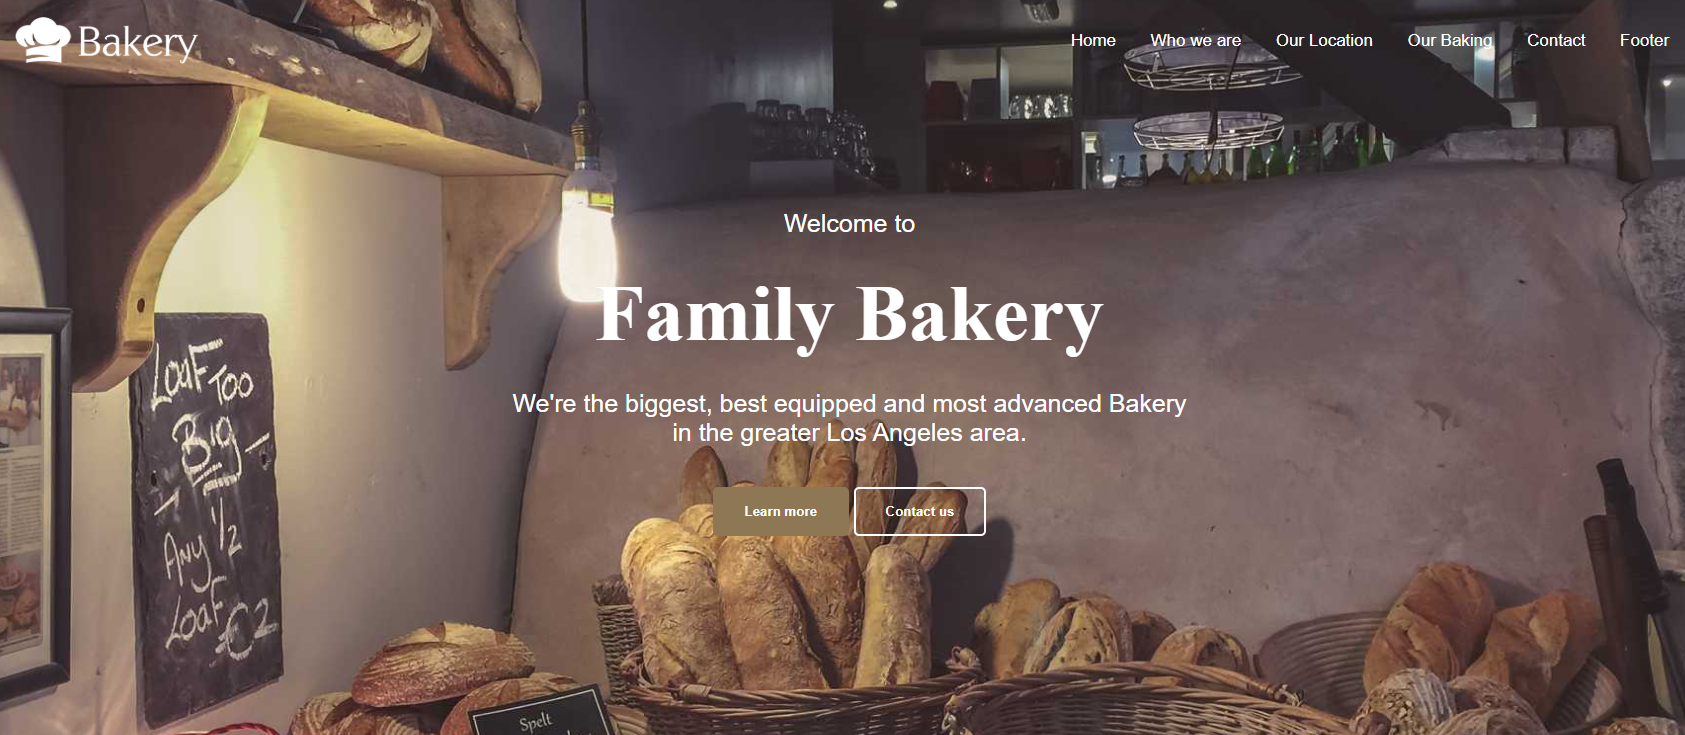 Bakery
Home Who we are Our Location Our Baking Contact Footer
Welcome to
Family Bakery
We're the biggest, best equipped and most advanced Bakery
in the greater Los Angeles area.
Learn more Contact us
Loaf Too
Big
Any 1/2
Loaf €2
Spelt